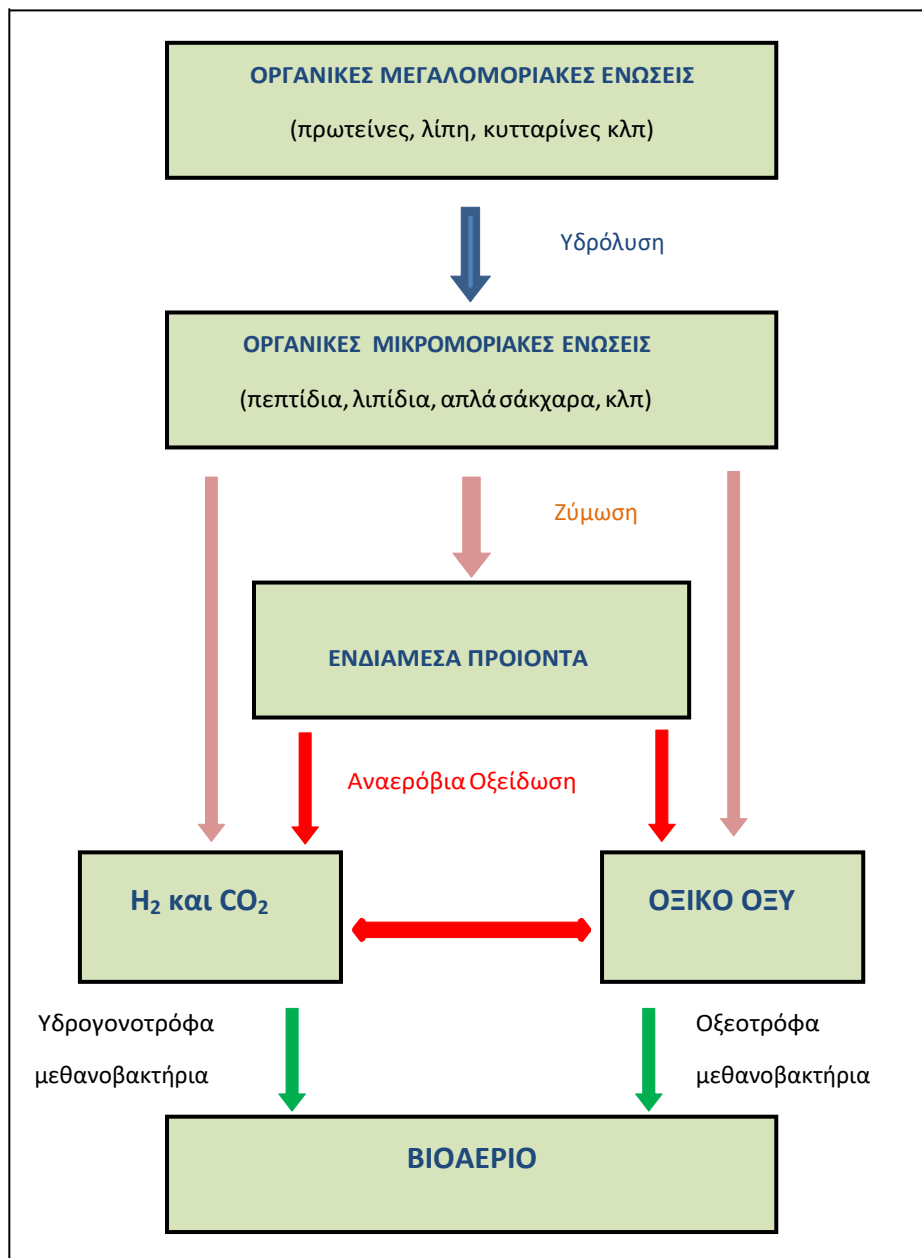 ΟΡΓΑΝΙΚΕΣ ΜΕΓΑΛΟΜΟΡΙΑΚΕΣ ΕΝΩΣΕΙΣ
(πρωτείνες, λίπη, κυτταρίνες κλπ)
Υδρόλυση
ΟΡΓΑΝΙΚΕΣ ΜΙΚΡΟΜΟΡΙΑΚΕΣ ΕΝΩΣΕΙΣ
(πεπτίδια, λιπίδια, απλά σάκχαρα, κλπ)
Ζύμωση
ΕΝΔΙΑΜΕΣΑ ΠΡΟΙΟΝΤΑ
Αναερόβια Οξείδωση
H₂ και CO₂
ΟΞΙΚΟ ΟΞΥ
Υδρογονοτρόφα
μεθανοβακτήρια
Οξεοτρόφα
μεθανοβακτήρια
ΒΙΟΑΕΡΙΟ